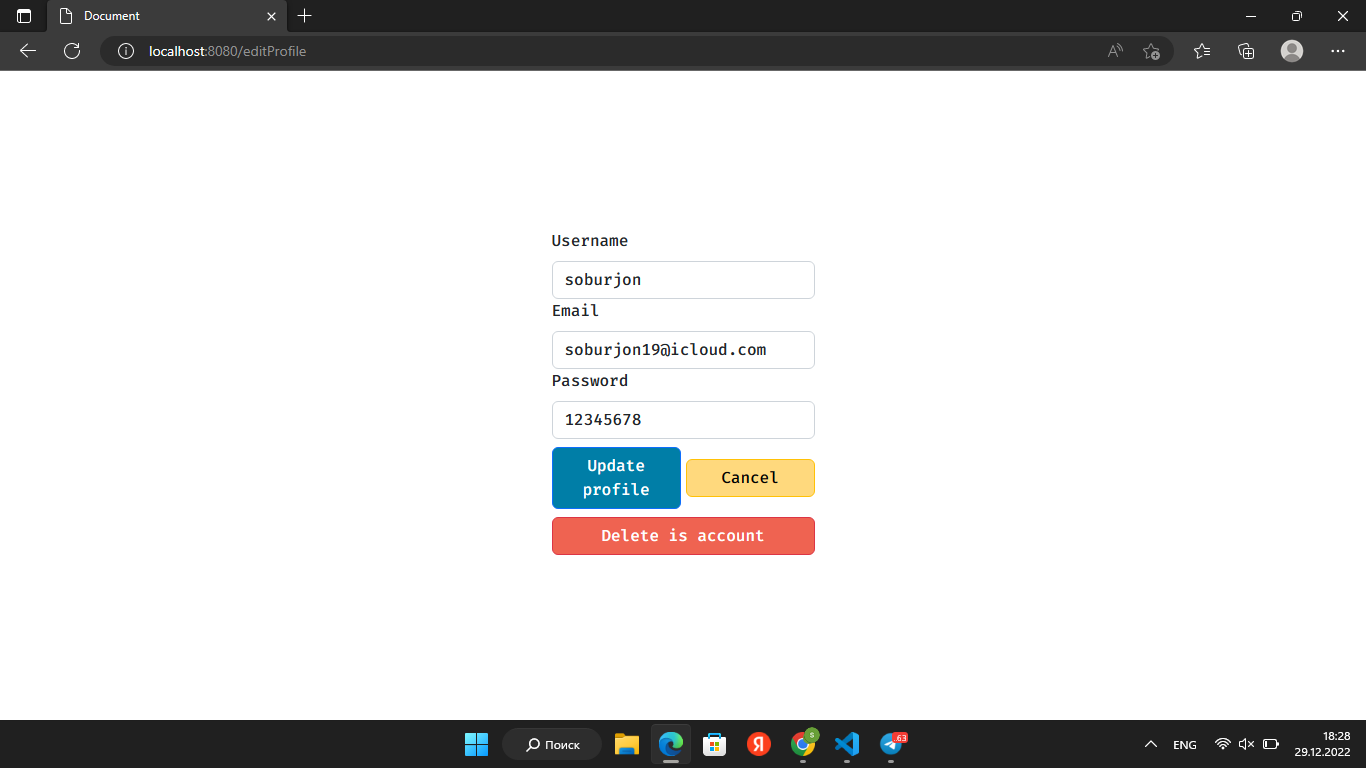 Document
localhost:8080/editProfile
Username
soburjon
Email
soburjon19@icloud.com
Password
12345678
Update
profile
Cancel
Delete is account
Поиск
Я
S
63
ENG
18:28
29.12.2022